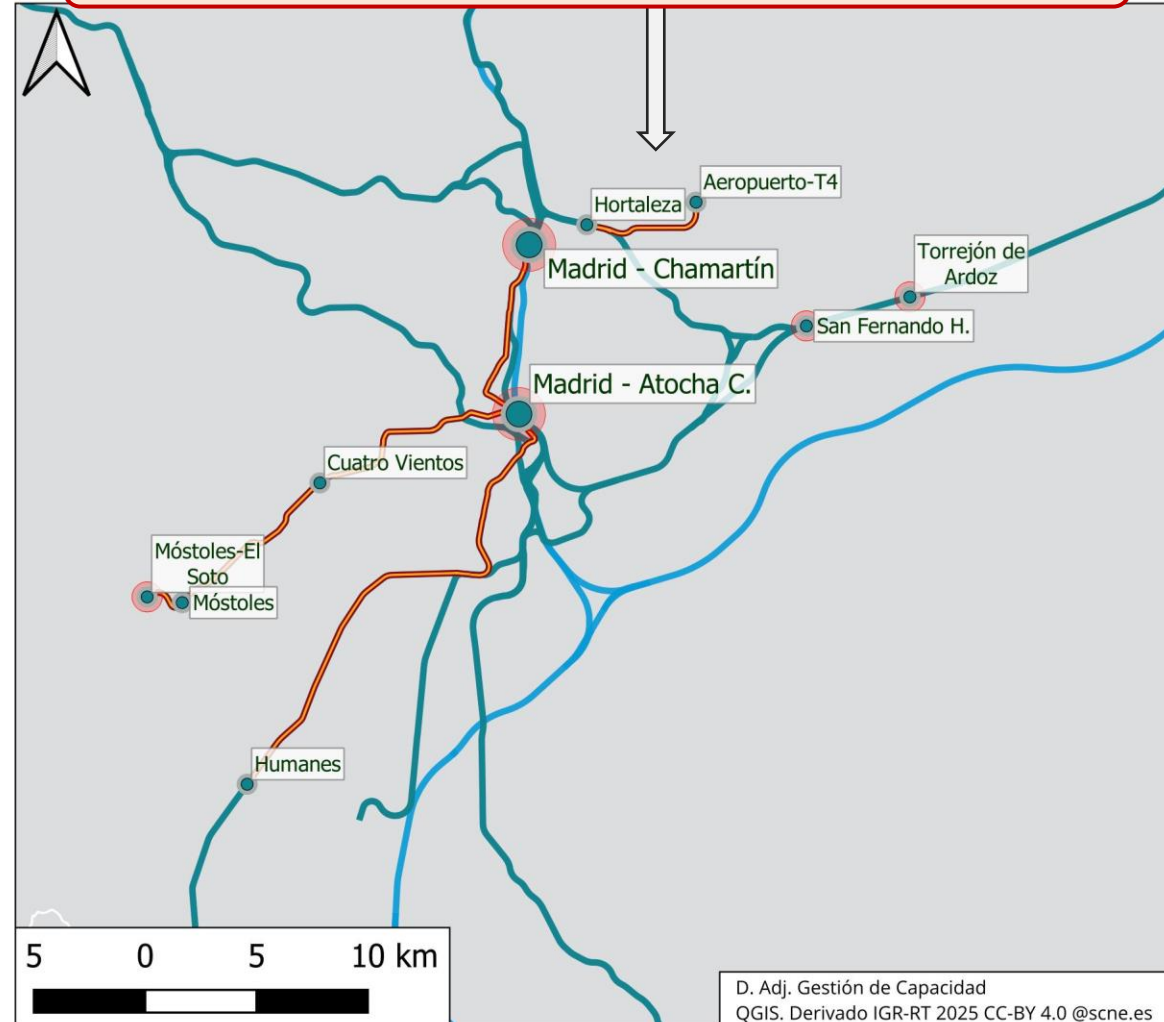 Aeropuerto-T4
Hortaleza
Torrejón de
Ardoz
Madrid - Chamartín
San Fernando H.
Madrid - Atocha C.
Cuatro Vientos
Móstoles-El
Soto
Móstoles
Humanes
5 0 5 10 km
D. Adj. Gestión de Capacidad
QGIS. Derivado IGR-RT 2025 CC-BY 4.0 @scne.es